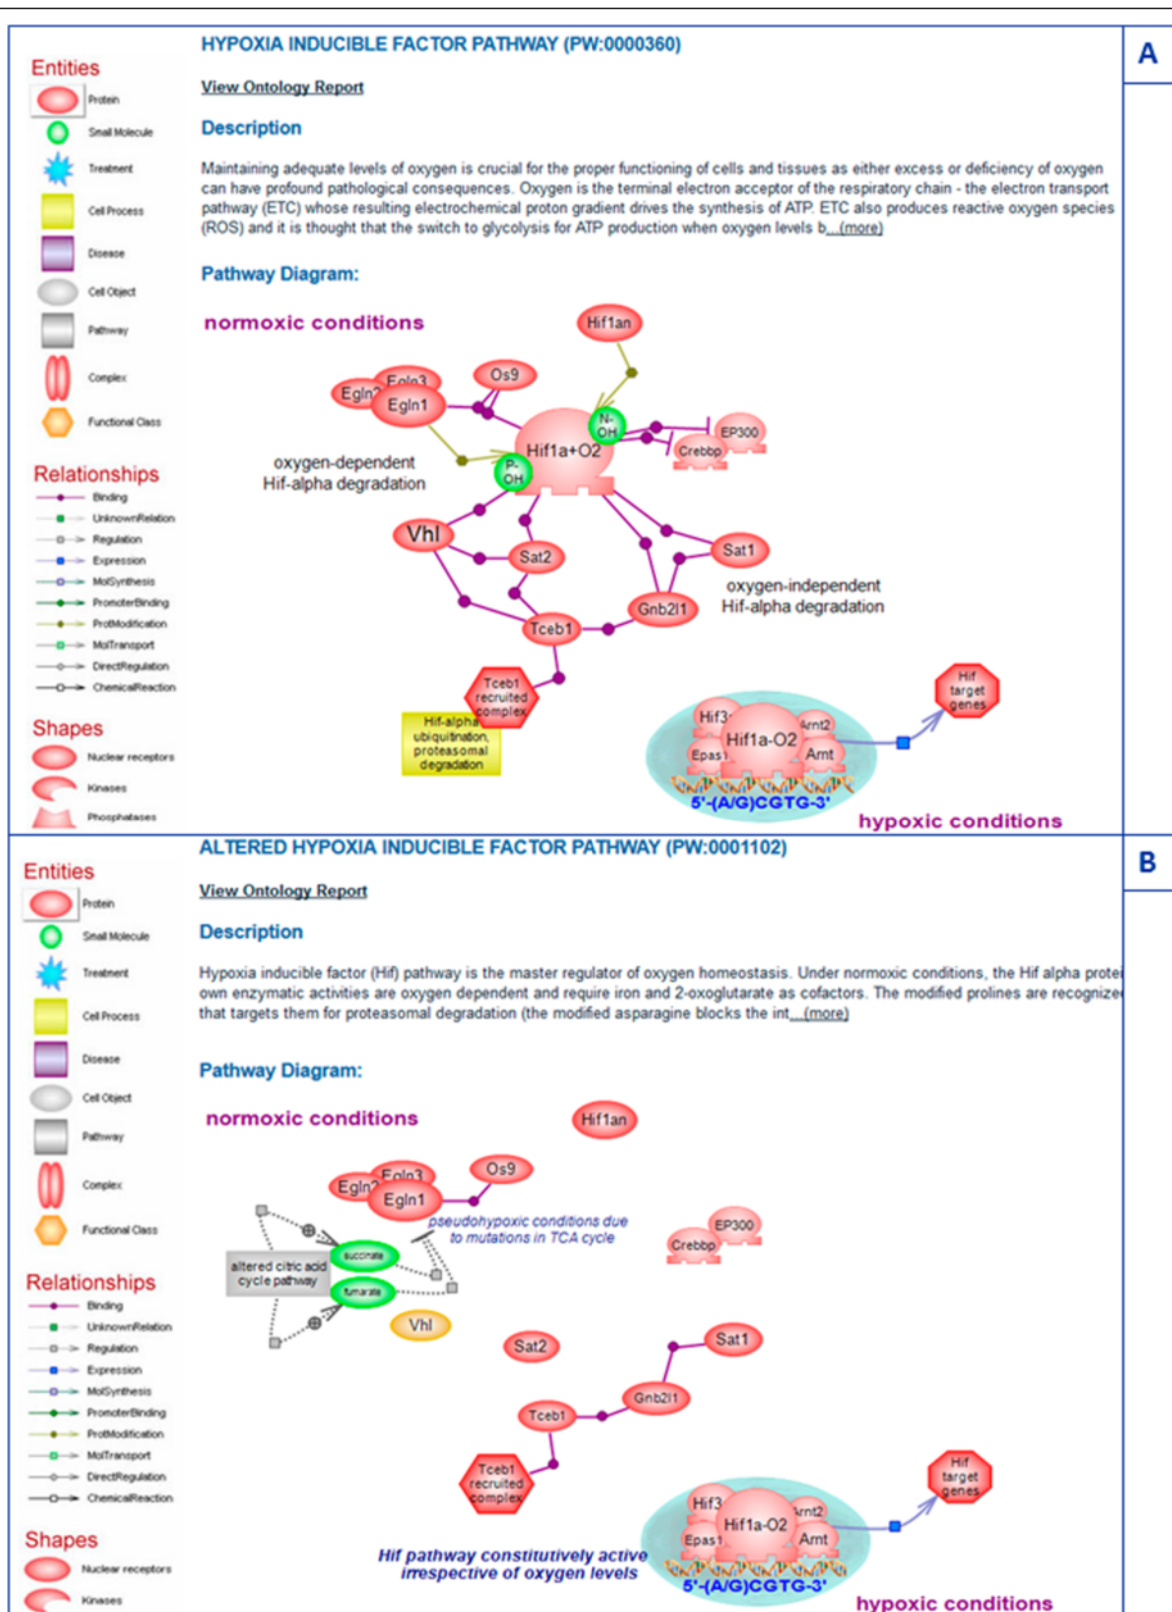 A
HYPOXIA INDUCIBLE FACTOR PATHWAY (PW:0000360)
View Ontology Report
Description
Maintaining adequate levels of oxygen is crucial for the proper functioning of cells and tissues as either excess or deficiency of oxygen
can have profound pathological consequences. Oxygen is the terminal electron acceptor of the respiratory chain - the electron transport
pathway (ETC) whose resulting electrochemical proton gradient drives the synthesis of ATP. ETC also produces reactive oxygen species
(ROS) and it is thought that the switch to glycolysis for ATP production when oxygen levels b...(more)
Pathway Diagram:
Entities
Protein
Small Molecule
Treatment
Cell Process
Disease
Cell Object
Pathway
Complex
Functional Class
Relationships
Binding
UnknownRelation
Regulation
Expression
MolSynthesis
PromoterBinding
ProtModification
MolTransport
DirectRegulation
ChemicalReaction
Shapes
Nuclear receptors
Kinases
Phosphatases
normoxic conditions
Hif1an
Os9
Egln3
Egln2
Egln1
N-
OH
Hif1a+O2
EP300
Crebbp
P-
OH
oxygen-dependent
Hif-alpha degradation
Vhl
Sat2
Sat1
oxygen-independent
Hif-alpha degradation
Gnb2l1
Tceb1
Tceb1
recruited
complex
Hif-alpha
ubiquitination,
proteasomal
degradation
Hif
target
genes
Hif3
Arnt2
Hif1a-O2
Epas1
Arnt
5'-(A/G)CGTG-3'
hypoxic conditions
B
ALTERED HYPOXIA INDUCIBLE FACTOR PATHWAY (PW:0001102)
View Ontology Report
Description
Hypoxia inducible factor (Hif) pathway is the master regulator of oxygen homeostasis. Under normoxic conditions, the Hif alpha protei
own enzymatic activities are oxygen dependent and require iron and 2-oxoglutarate as cofactors. The modified prolines are recognize
that targets them for proteasomal degradation (the modified asparagine blocks the int...(more)
Pathway Diagram:
Entities
Protein
Small Molecule
Treatment
Cell Process
Disease
Cell Object
Pathway
Complex
Functional Class
Relationships
Binding
UnknownRelation
Regulation
Expression
MolSynthesis
PromoterBinding
ProtModification
MolTransport
DirectRegulation
ChemicalReaction
Shapes
Nuclear receptors
Kinases
normoxic conditions
Hif1an
Os9
Egln3
Egln2
Egln1
pseudohypoxic conditions due
to mutations in TCA cycle
EP300
Crebbp
succinate
altered citric acid
cycle pathway
fumarate
Vhl
Sat2
Sat1
Gnb2l1
Tceb1
Tceb1
recruited
complex
Hif
target
genes
Hif3
Arnt2
Hif1a-O2
Epas1
Arnt
5'-(A/G)CGTG-3'
Hif pathway constitutively active
irrespective of oxygen levels
hypoxic conditions